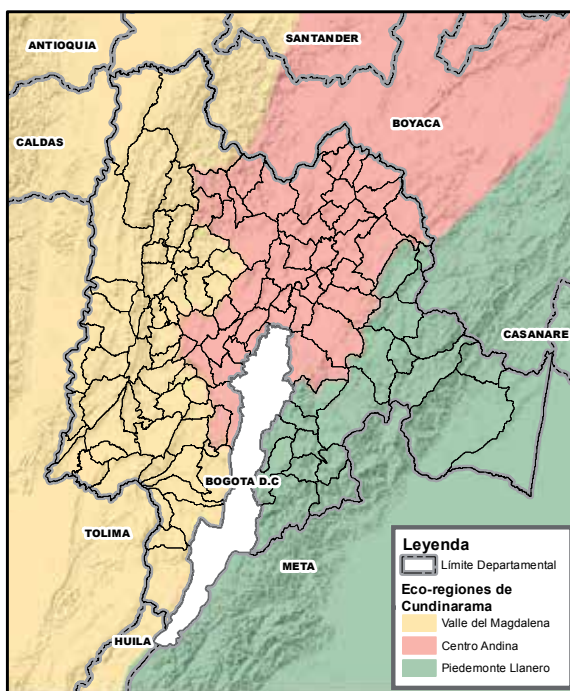 ANTIOQUIA
SANTANDER
BOYACA
CALDAS
CASANARE
BOGOTA D.C
TOLIMA
META
HUILA
Leyenda
Límite Departamental
Eco-regiones de
Cundinarama
Valle del Magdalena
Centro Andina
Piedemonte Llanero